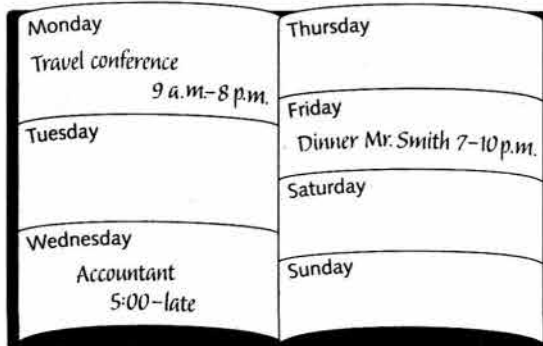 Monday
Travel conference
9 a.m.–8 p.m.
Tuesday
Wednesday
Accountant
5:00–late
Thursday
Friday
Dinner Mr. Smith 7–10 p.m.
Saturday
Sunday